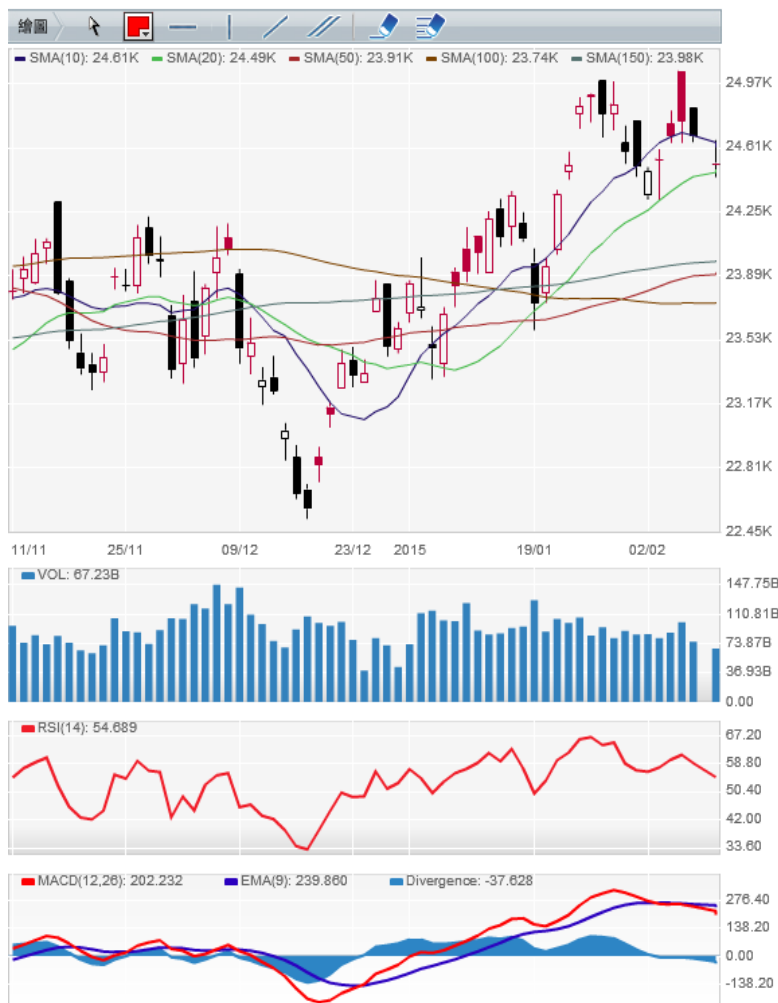 繪圖
SMA(10): 24.61K SMA(20): 24.49K SMA(50): 23.91K SMA(100): 23.74K SMA(150): 23.98K
24.97K
24.61K
24.25K
23.89K
23.53K
23.17K
22.81K
22.45K
11/11 25/11 09/12 23/12 2015 19/01 02/02
VOL: 67.23B
147.75B
110.81B
73.87B
36.93B
0.00
RSI(14): 54.689
67.20
58.80
50.40
42.00
33.60
MACD(12,26): 202.232 EMA(9): 239.860 Divergence: -37.628
276.40
138.20
0.00
-138.20